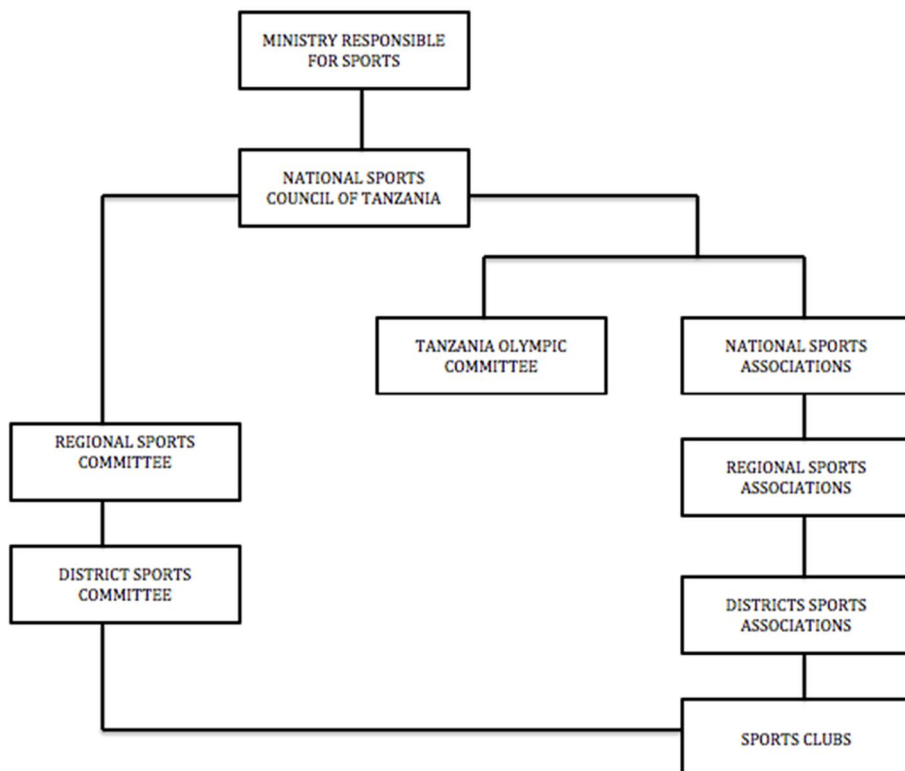 MINISTRY RESPONSIBLE
FOR SPORTS
NATIONAL SPORTS
COUNCIL OF TANZANIA
TANZANIA OLYMPIC
COMMITTEE
NATIONAL SPORTS
ASSOCIATIONS
REGIONAL SPORTS
COMMITTEE
REGIONAL SPORTS
ASSOCIATIONS
DISTRICT SPORTS
COMMITTEE
DISTRICTS SPORTS
ASSOCIATIONS
SPORTS CLUBS